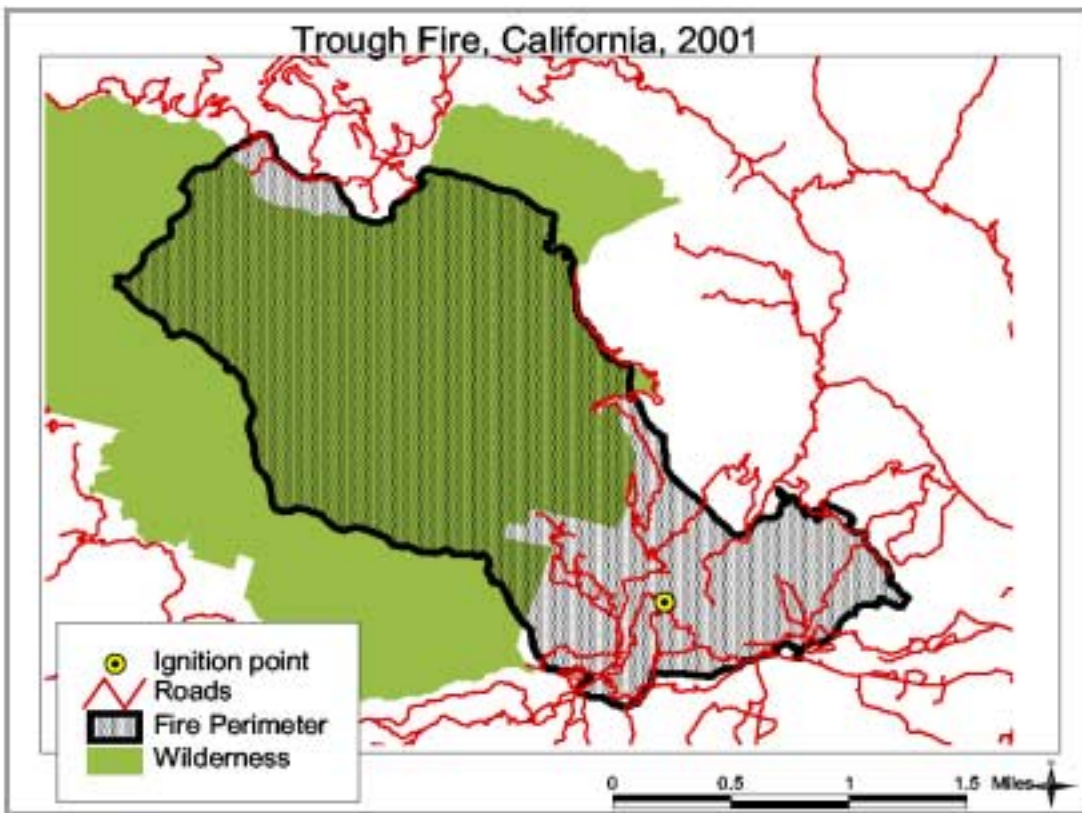 Trough Fire, California, 2001
Ignition point
Roads
Fire Perimeter
Wilderness
0 0.5 1 1.5 Miles